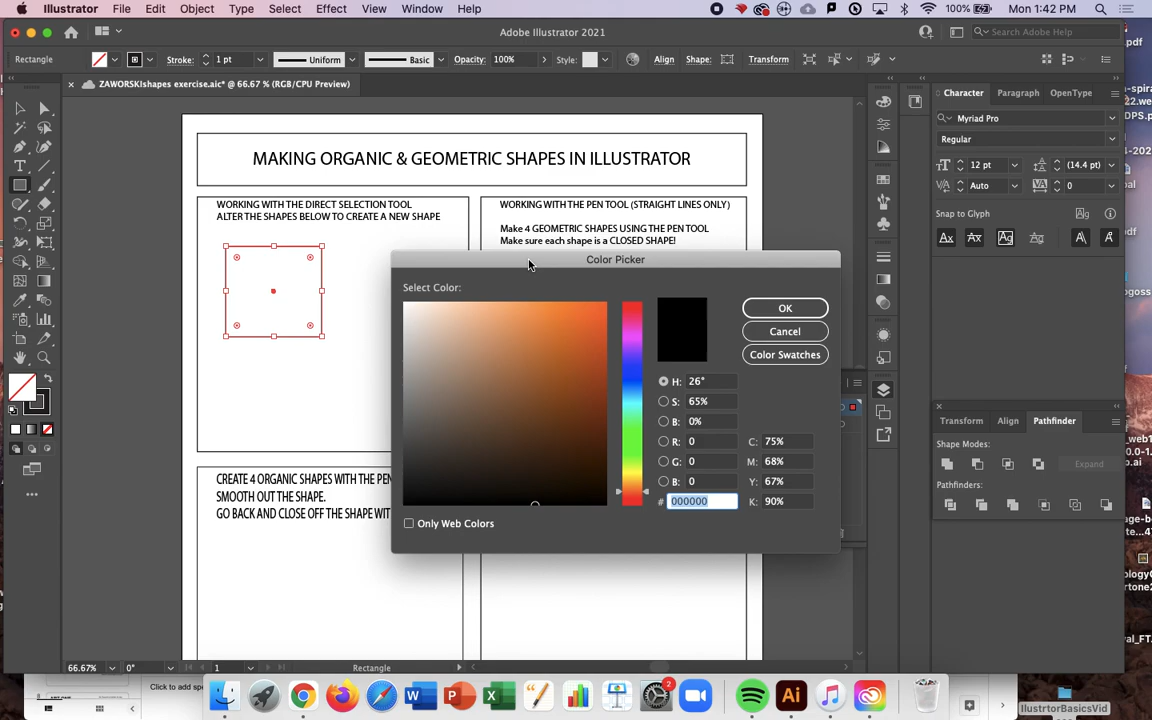 Illustrator File Edit Object Type Select Effect View Window Help 100% Mon 1:42 PM
Adobe Illustrator 2021
Search Adobe Help
Rectangle Stroke: 1 pt Uniform Basic Opacity: 100% Style: Align Shape: Transform
ZAWORSKIshapes exercise.aic* @ 66.67 % (RGB/CPU Preview)
MAKING ORGANIC & GEOMETRIC SHAPES IN ILLUSTRATOR
WORKING WITH THE DIRECT SELECTION TOOL
ALTER THE SHAPES BELOW TO CREATE A NEW SHAPE
WORKING WITH THE PEN TOOL (STRAIGHT LINES ONLY)
Make 4 GEOMETRIC SHAPES USING THE PEN TOOL
Make sure each shape is a CLOSED SHAPE!
CREATE 4 ORGANIC SHAPES WITH THE PEN
SMOOTH OUT THE SHAPE.
GO BACK AND CLOSE OFF THE SHAPE WIT
Color Picker
Select Color:
OK
Cancel
Color Swatches
H: 26°
S: 65%
B: 0%
R: 0 C: 75%
G: 0 M: 68%
B: 0 Y: 67%
# 000000 K: 90%
Only Web Colors
Character Paragraph OpenType
Myriad Pro
Regular
12 pt (14.4 pt)
Auto 0
Snap to Glyph
Transform Align Pathfinder
Shape Modes:
Expand
Pathfinders:
66.67% 0° 1 Rectangle
Click to add spe
2
IlustrtorBasicsVid
.pdf